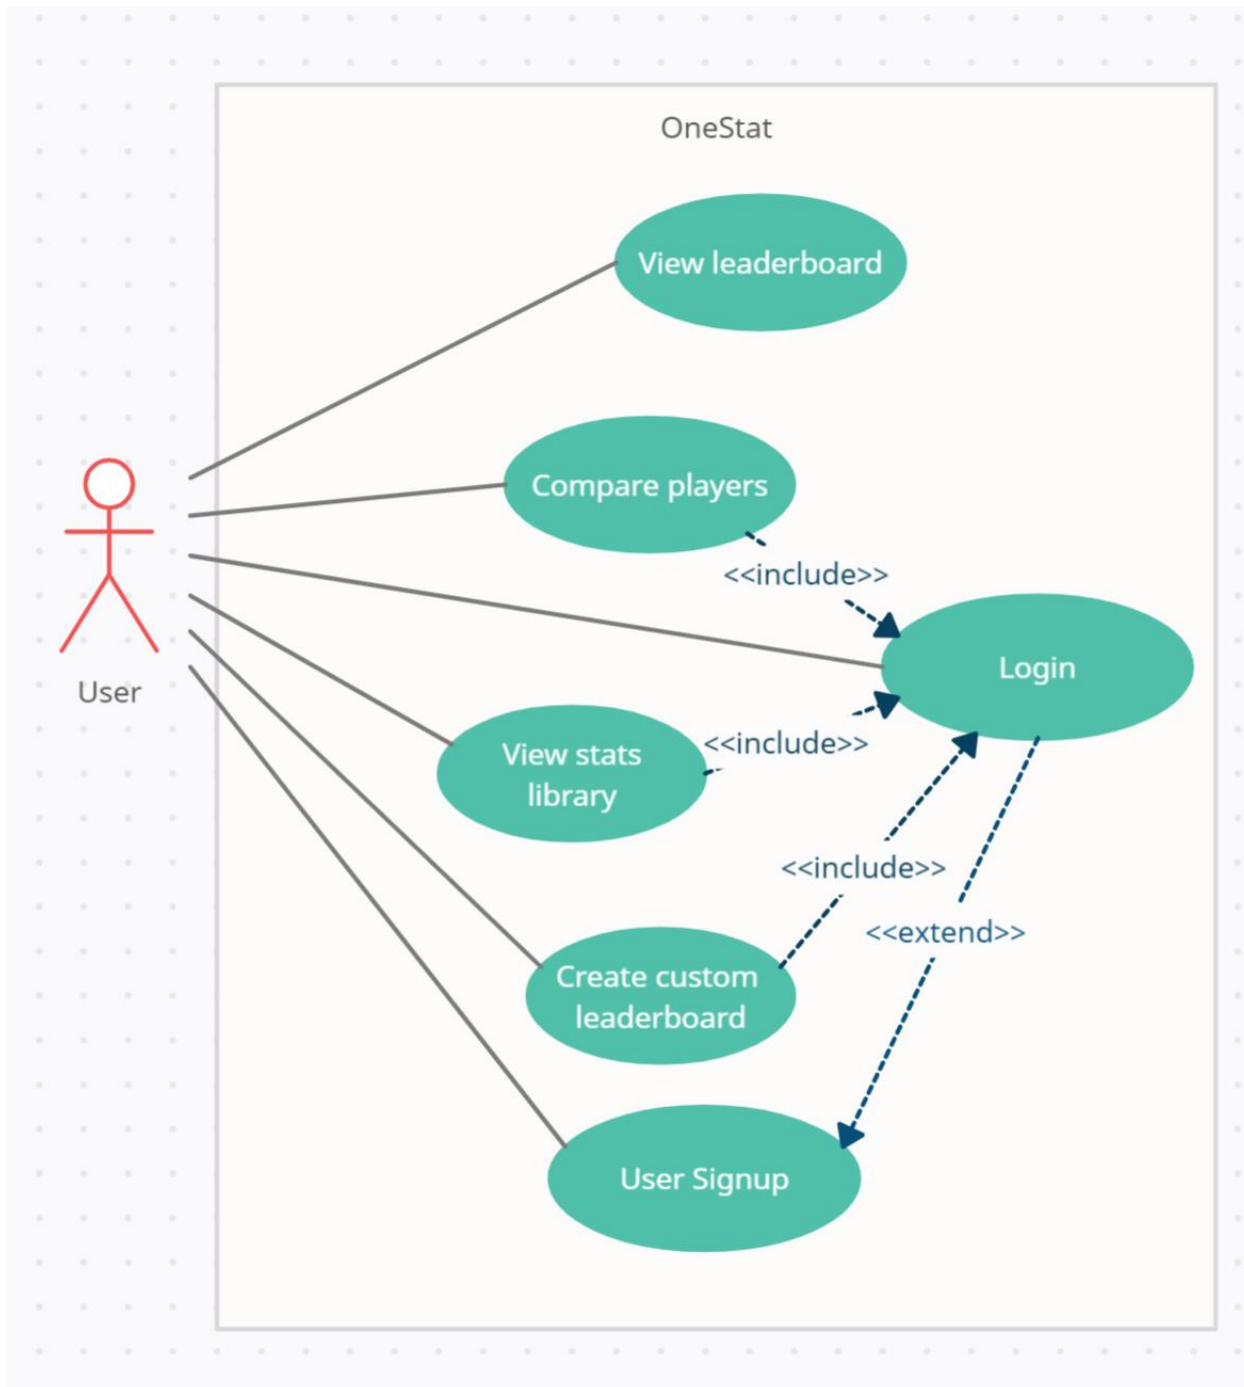 OneStat
View leaderboard
Compare players
<<include>>
Login
User
<<include>>
View stats
library
<<include>>
<<extend>>
Create custom
leaderboard
User Signup